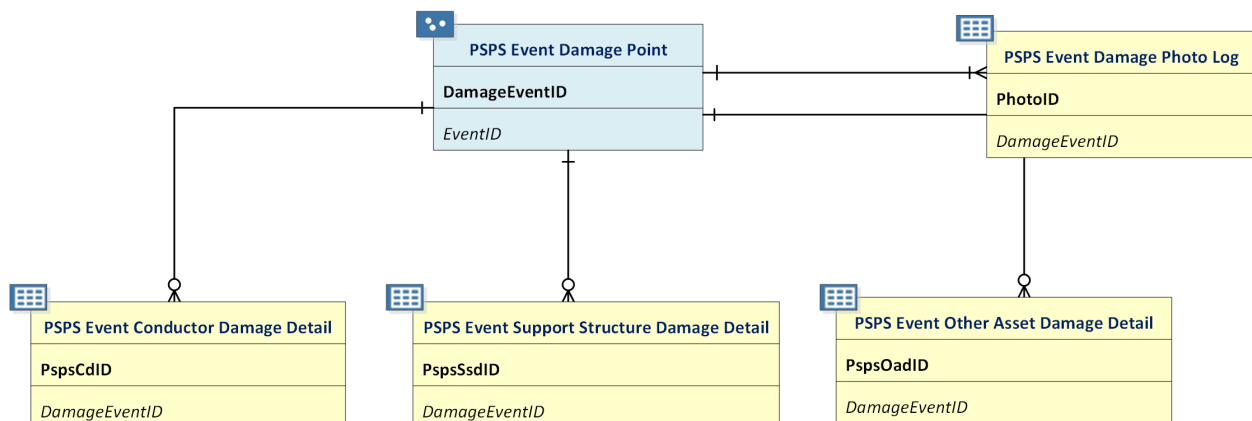 PSPS Event Damage Point
DamageEventID
EventID
PSPS Event Damage Photo Log
PhotoID
DamageEventID
PSPS Event Conductor Damage Detail
PspsCdID
DamageEventID
PSPS Event Support Structure Damage Detail
PspsSsdID
DamageEventID
PSPS Event Other Asset Damage Detail
PspsOadID
DamageEventID